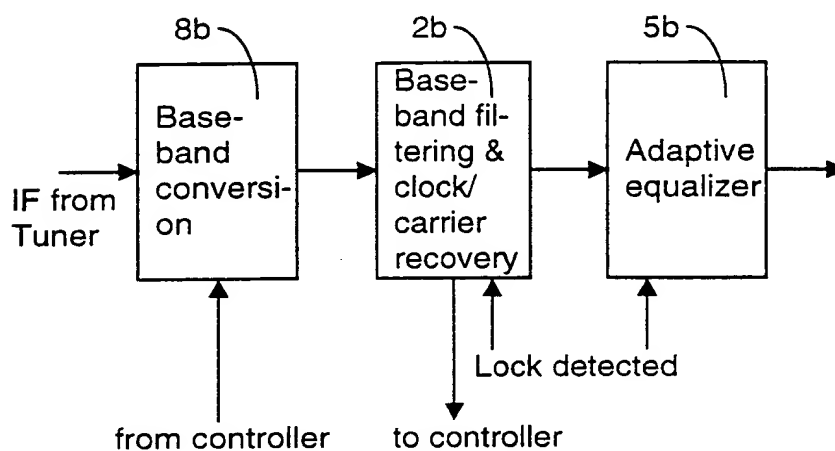 8b
2b
5b
Base-
band
conversi-
on
Base-
band fil-
tering &
clock/
carrier
recovery
Adaptive
equalizer
IF from
Tuner
Lock detected
from controller
to controller